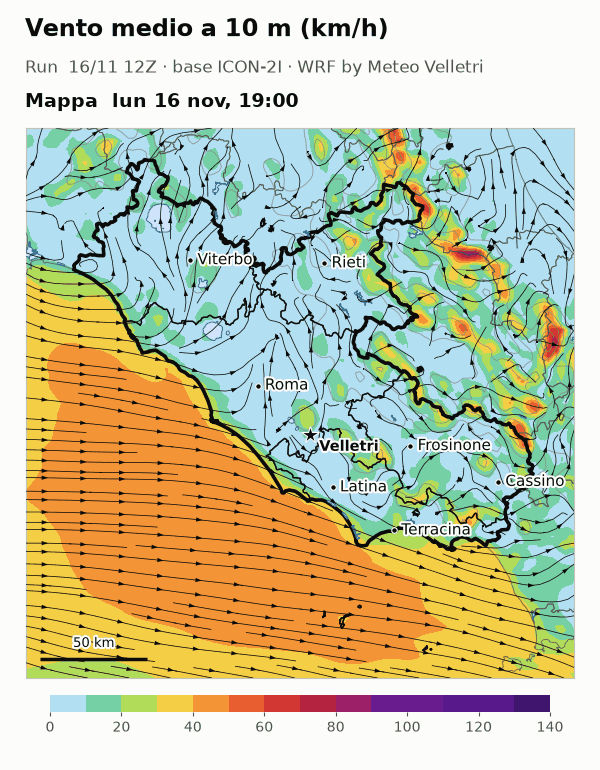 Vento medio a 10 m (km/h)
Run 16/11 12Z · base ICON-2I · WRF by Meteo Velletri
Mappa lun 16 nov, 19:00
Viterbo
Rieti
Roma
Velletri
Frosinone
Cassino
Latina
Terracina
50 km
0 20 40 60 80 100 120 140